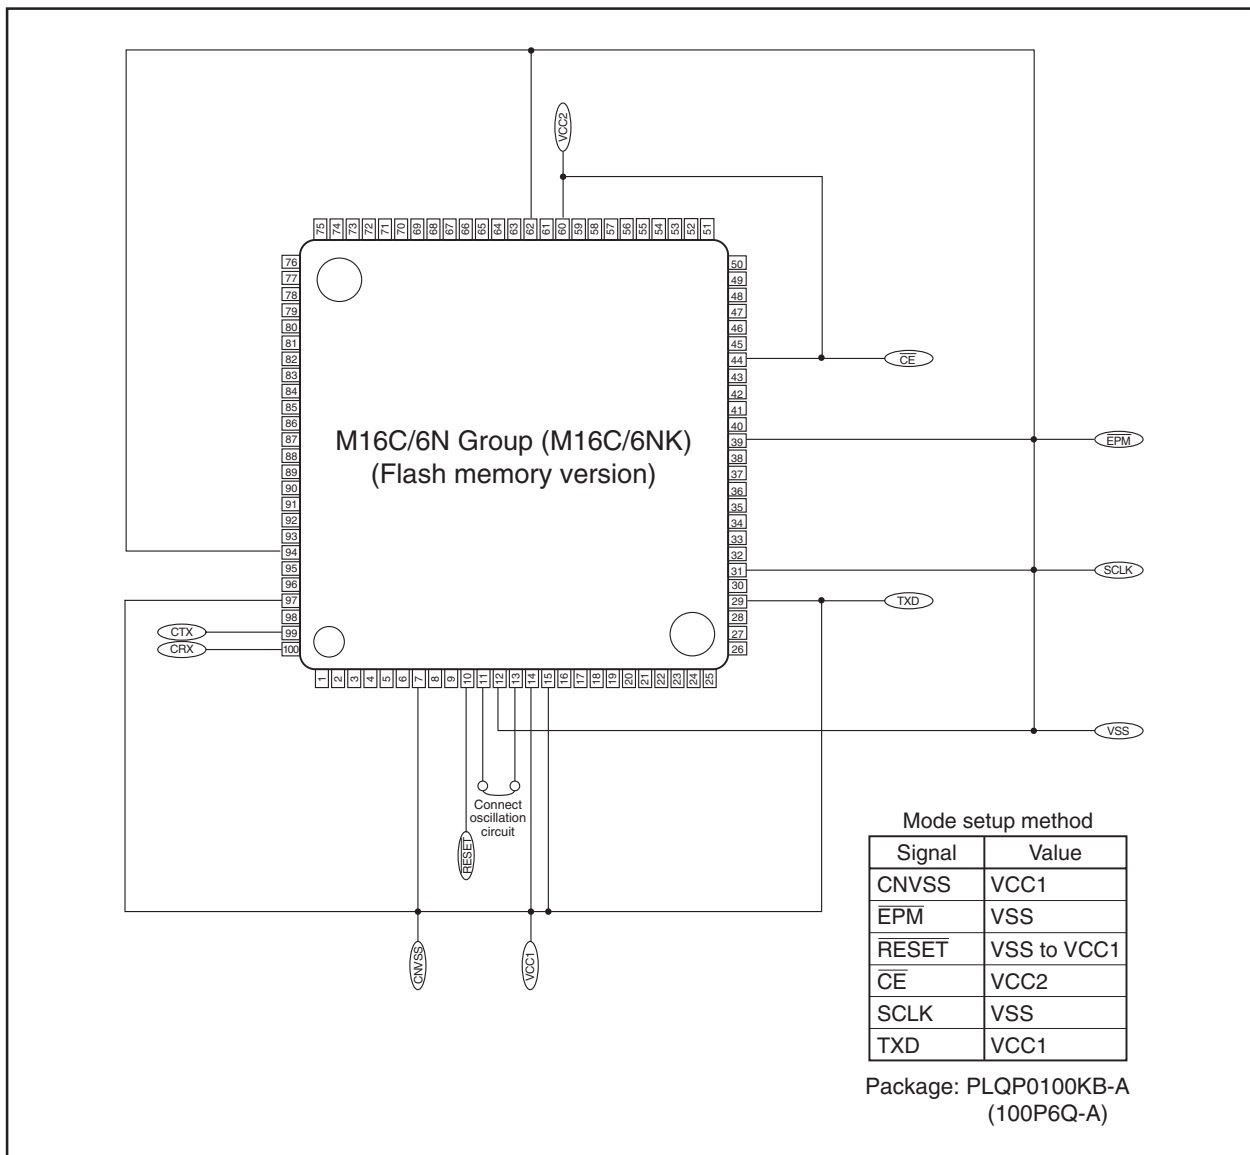 VCC2
75 74 73 72 71 70 69 68 67 66 65 64 63 62 61 60 59 58 57 56 55 54 53 52 51
76
77
78
79
80
81
82
83
84
85
86
87
88
89
90
91
92
93
94
95
96
97
98
99
100
50
49
48
47
46
45
44
43
42
41
40
39
38
37
36
35
34
33
32
31
30
29
28
27
26
M16C/6N Group (M16C/6NK)
(Flash memory version)
CE
EPM
SCLK
TXD
CTX
CRX
1 2 3 4 5 6 7 8 9 10 11 12 13 14 15 16 17 18 19 20 21 22 23 24 25
VSS
Connect
oscillation
circuit
RESET
CNVSS
VCC1
Mode setup method
Signal Value
CNVSS VCC1
EPM VSS
RESET VSS to VCC1
CE VCC2
SCLK VSS
TXD VCC1
Package: PLQP0100KB-A
(100P6Q-A)